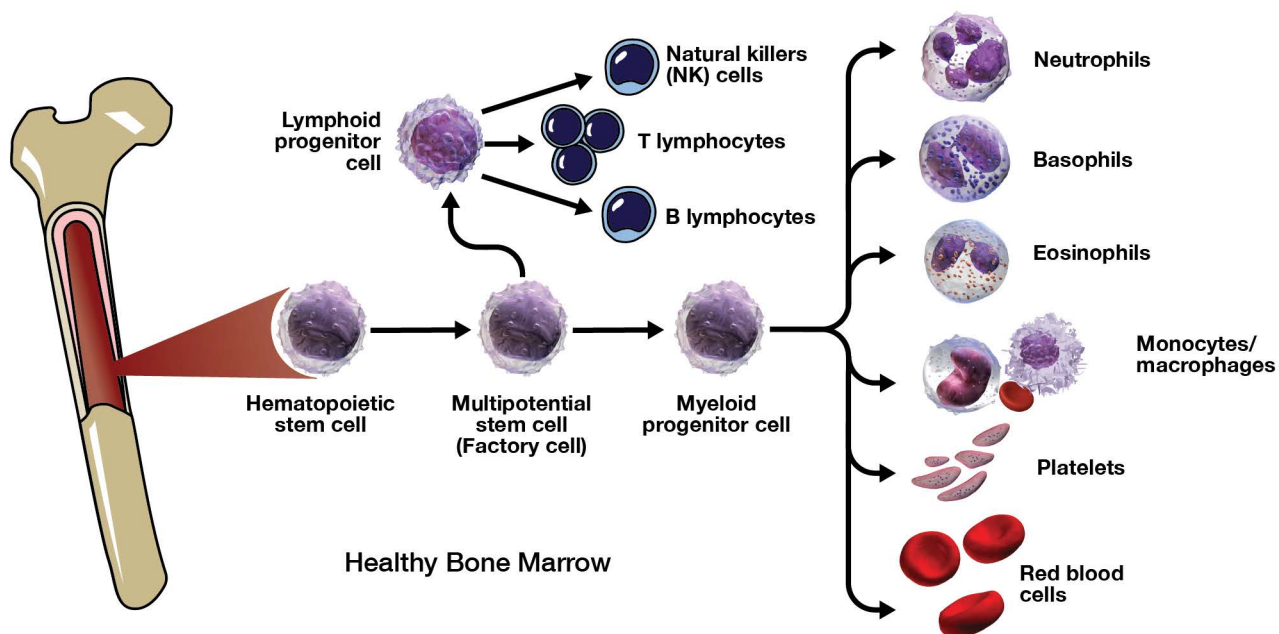 Natural killers
(NK) cells
Lymphoid
progenitor
cell
T lymphocytes
B lymphocytes
Hematopoietic
stem cell
Multipotential
stem cell
(Factory cell)
Myeloid
progenitor cell
Neutrophils
Basophils
Eosinophils
Monocytes/
macrophages
Platelets
Red blood
cells
Healthy Bone Marrow